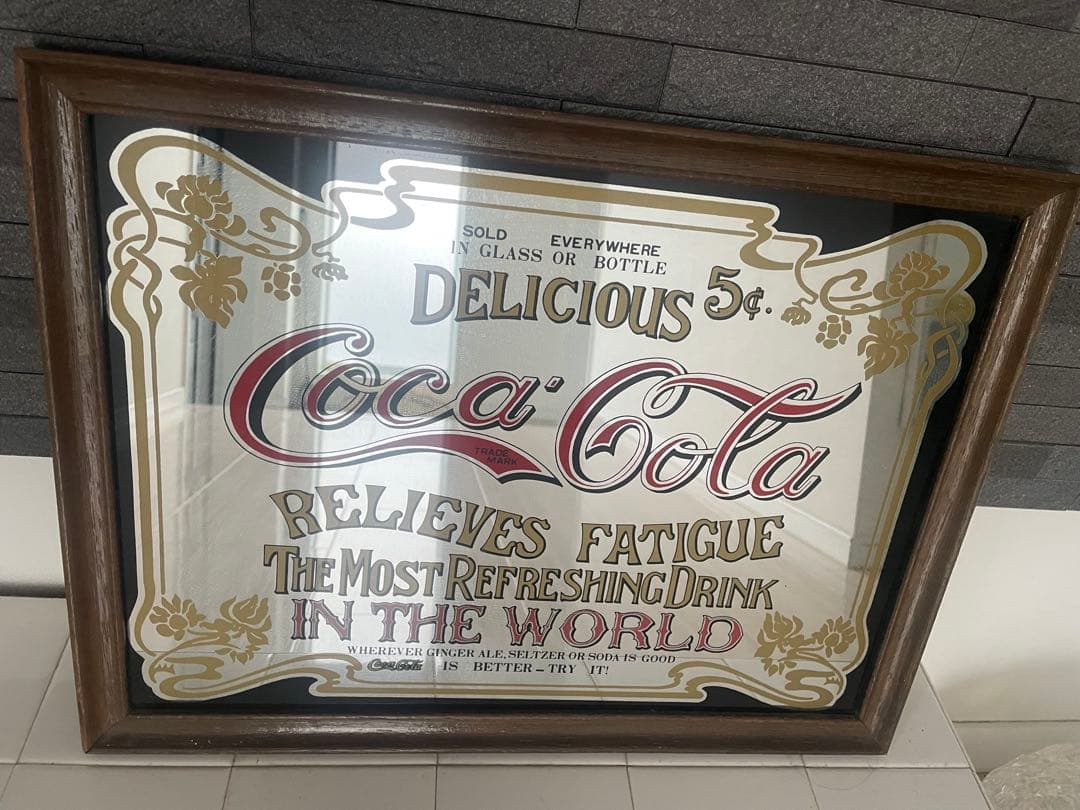 SOLD EVERYWHERE
IN GLASS OR BOTTLE
DELICIOUS 5¢.
Coca-Cola
TRADE MARK
RELIEVES FATIGUE
THE MOST REFRESHING DRINK
IN THE WORLD
WHEREVER GINGER ALE, SELTZER OR SODA IS GOOD
Coca-Cola IS BETTER - TRY IT!